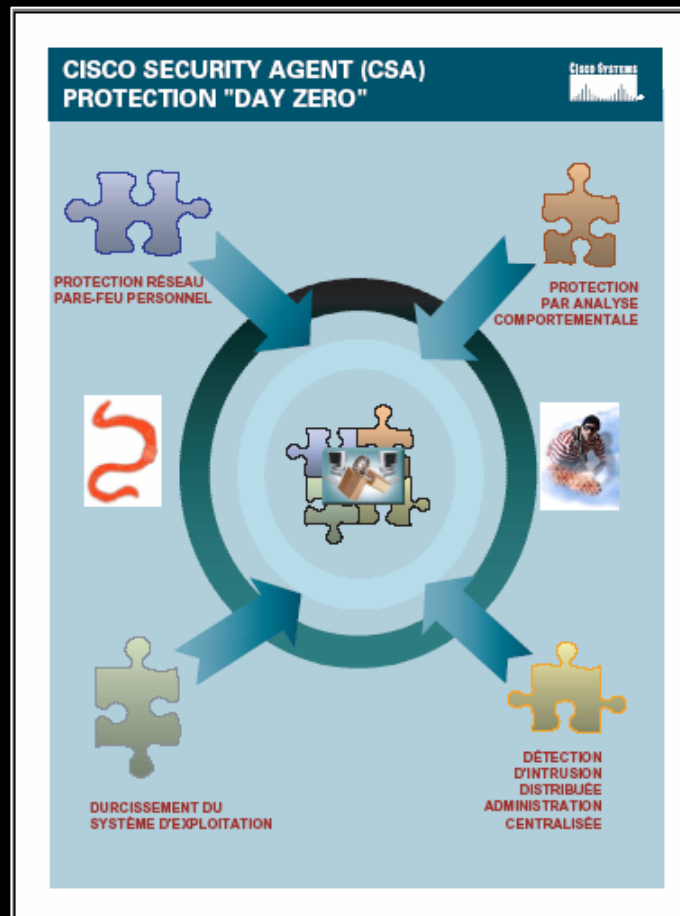 CISCO SECURITY AGENT (CSA)
PROTECTION "DAY ZERO"
CISCO SYSTEMS
PROTECTION RÉSEAU
PARE-FEU PERSONNEL
PROTECTION
PAR ANALYSE
COMPORTEMENTALE
DURCISSEMENT DU
SYSTÈME D'EXPLOITATION
DÉTECTION
D'INTRUSION
DISTRIBUÉE
ADMINISTRATION
CENTRALISÉE